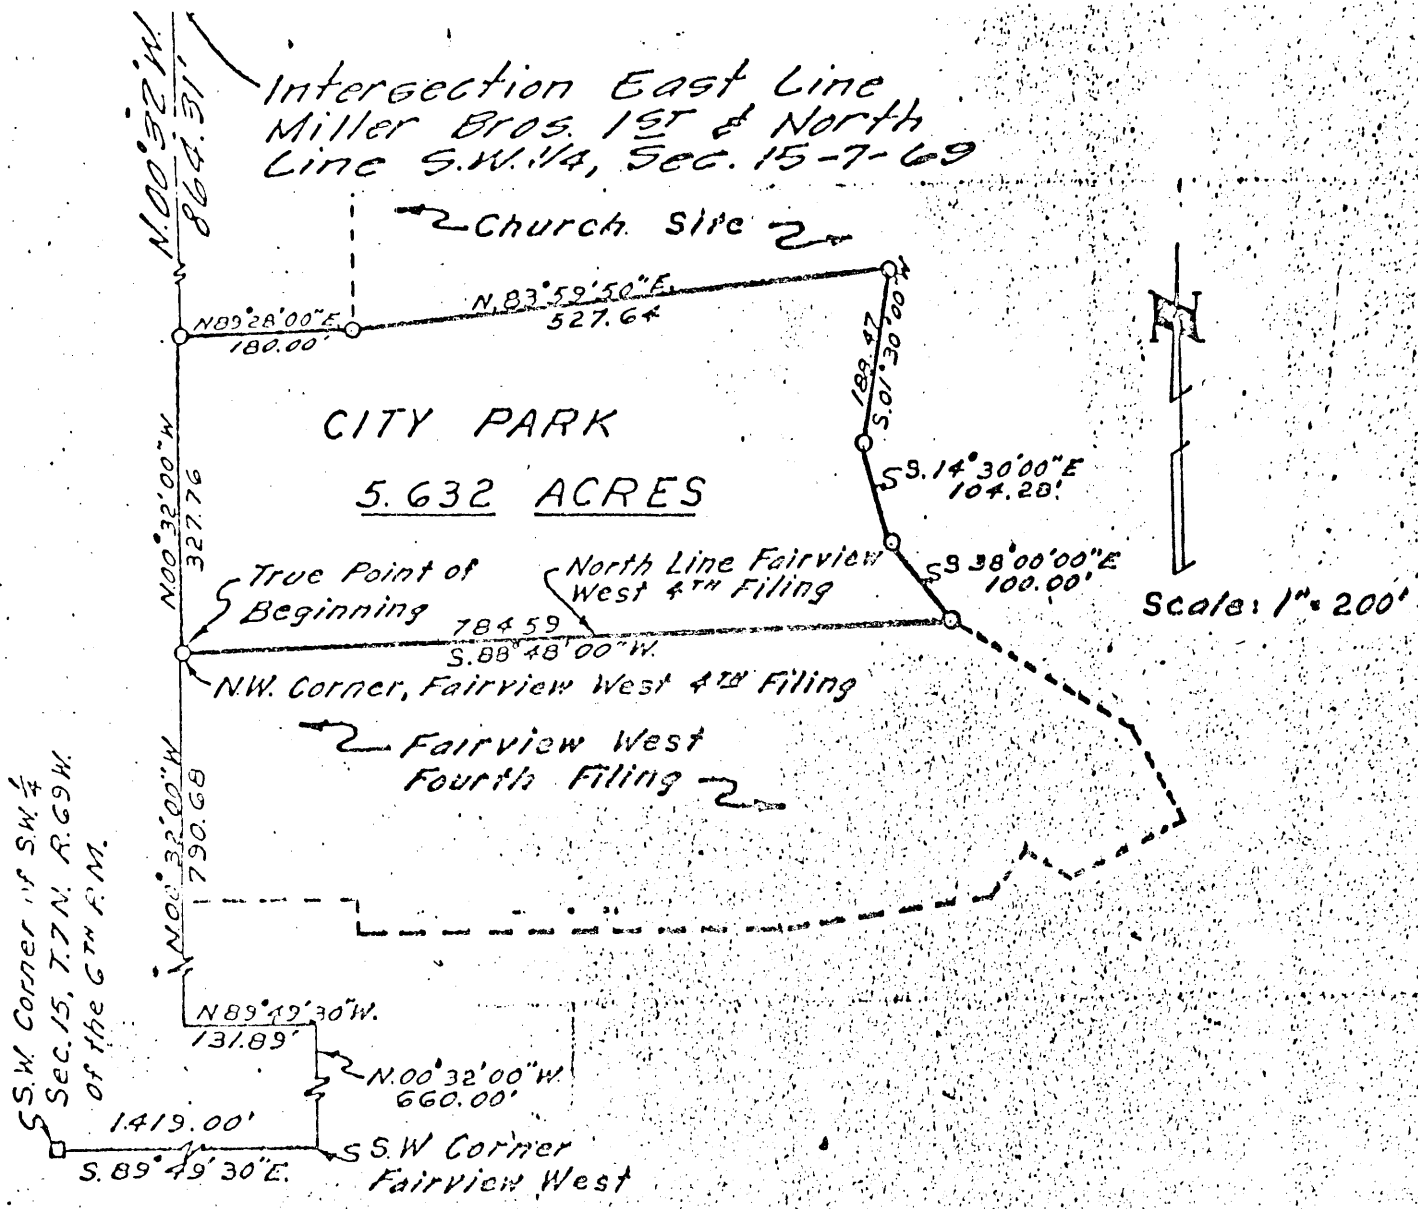 N.00°32'W.
864.31'
Intersection East Line
Miller Bros. 1ST & North
Line S.W.1/4, Sec. 15-7-69
Church Site
N89°28'00"E.
180.00'
N.83°59'50"E.
527.64
189.47
S.01°30'00"W
CITY PARK
5.632 ACRES
S.14°30'00"E
104.28'
N00°32'00"W
327.76
True Point of
Beginning
North Line Fairview
West 4TH Filing
S 38°00'00"E
100.00'
N
Scale: 1"=200'
784.59
S.88°48'00"W.
N.W. Corner, Fairview West 4TH Filing
Fairview West
Fourth Filing
N00°32'00"W
790.68
S.W. Corner of SW 1/4
Sec. 15, T.7 N. R.69W.
of the 6TH P.M.
N89°49'30"W.
131.89'
N.00°32'00"W.
660.00'
1419.00'
S.89°49'30"E.
S.W Corner
Fairview West